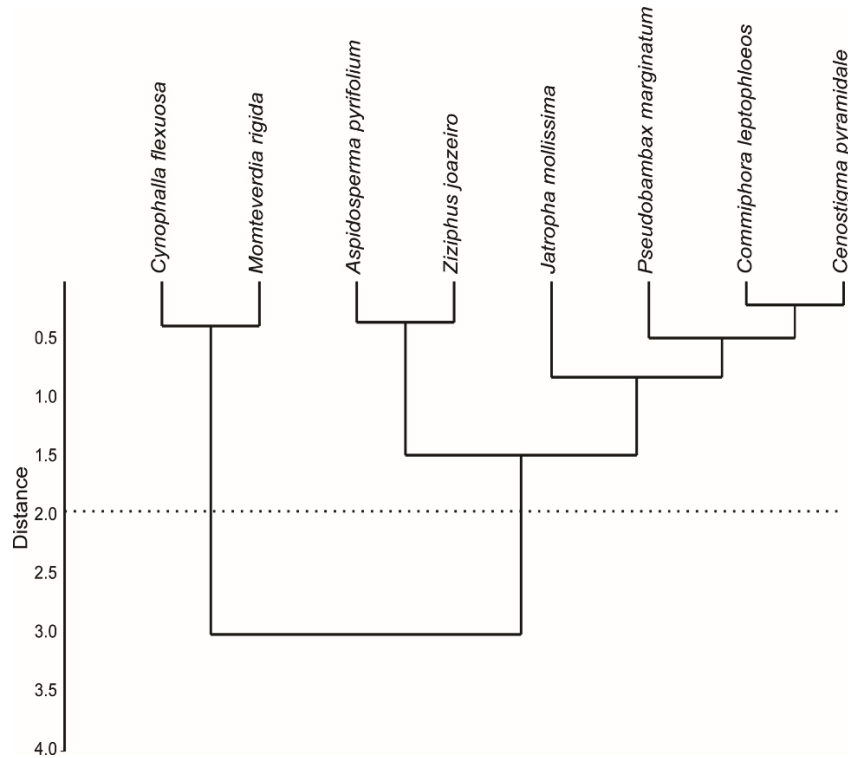 Cynophalla flexuosa
Momteverdia rigida
Aspidosperma pyrifolium
Ziziphus joazeiro
Jatropha mollissima
Pseudobambax marginatum
Commiphora leptophloeos
Cenostigma pyramidale
Distance
0.5
1.0
1.5
2.0
2.5
3.0
3.5
4.0